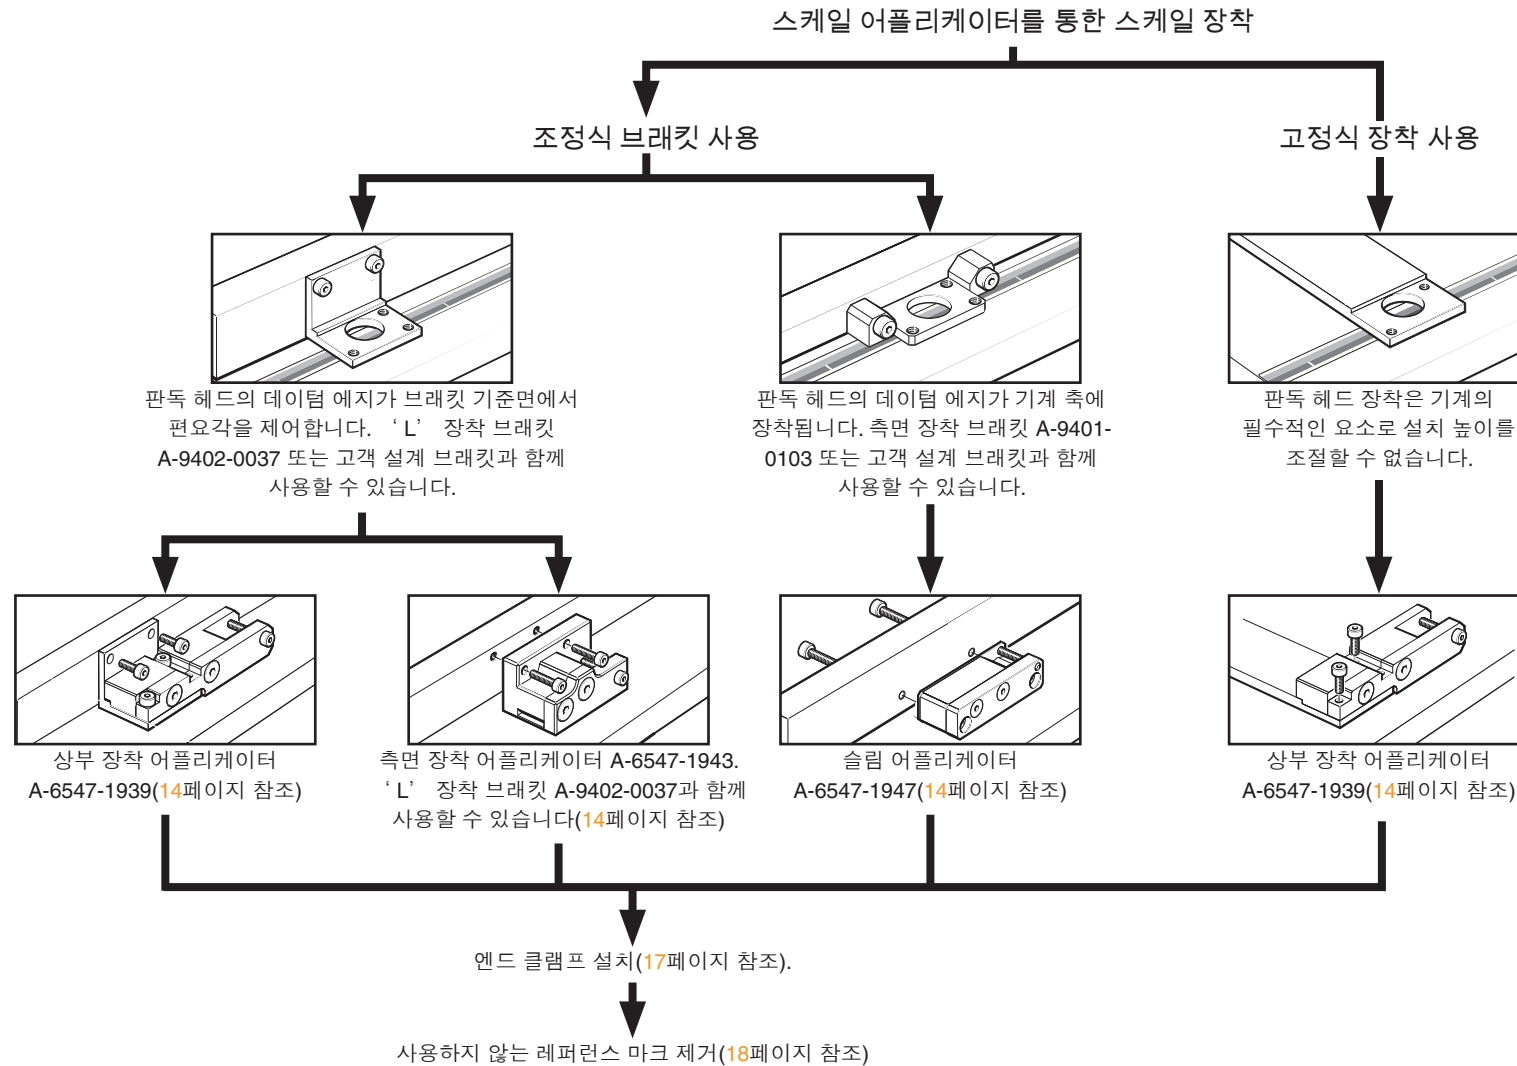 스케일 어플리케이터를 통한 스케일 장착
조정식 브래킷 사용
고정식 장착 사용
판독 헤드의 데이텀 에지가 브래킷 기준면에서
편요각을 제어합니다. ‘L’ 장착 브래킷
A-9402-0037 또는 고객 설계 브래킷과 함께
사용할 수 있습니다.
판독 헤드의 데이텀 에지가 기계 축에
장착됩니다. 측면 장착 브래킷 A-9401-
0103 또는 고객 설계 브래킷과 함께
사용할 수 있습니다.
판독 헤드 장착은 기계의
필수적인 요소로 설치 높이를
조절할 수 없습니다.
상부 장착 어플리케이터
A-6547-1939(14페이지 참조)
측면 장착 어플리케이터 A-6547-1943.
‘L’ 장착 브래킷 A-9402-0037과 함께
사용할 수 있습니다(14페이지 참조)
슬림 어플리케이터
A-6547-1947(14페이지 참조)
상부 장착 어플리케이터
A-6547-1939(14페이지 참조)
엔드 클램프 설치(17페이지 참조).
사용하지 않는 레퍼런스 마크 제거(18페이지 참조)